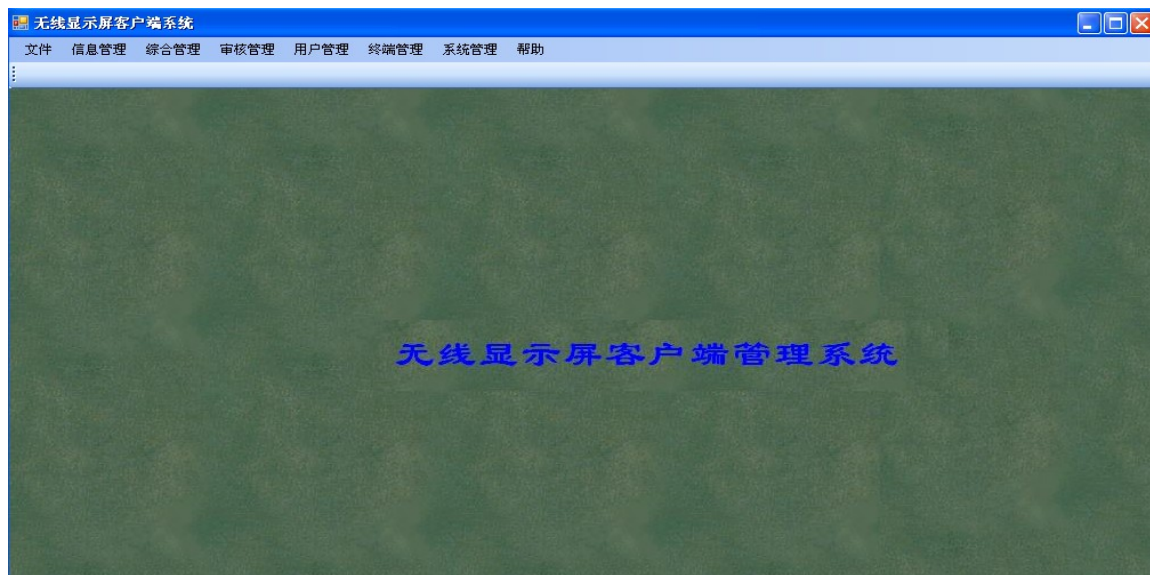 无线显示屏客户端系统
文件 信息管理 综合管理 审核管理 用户管理 终端管理 系统管理 帮助
无线显示屏客户端管理系统